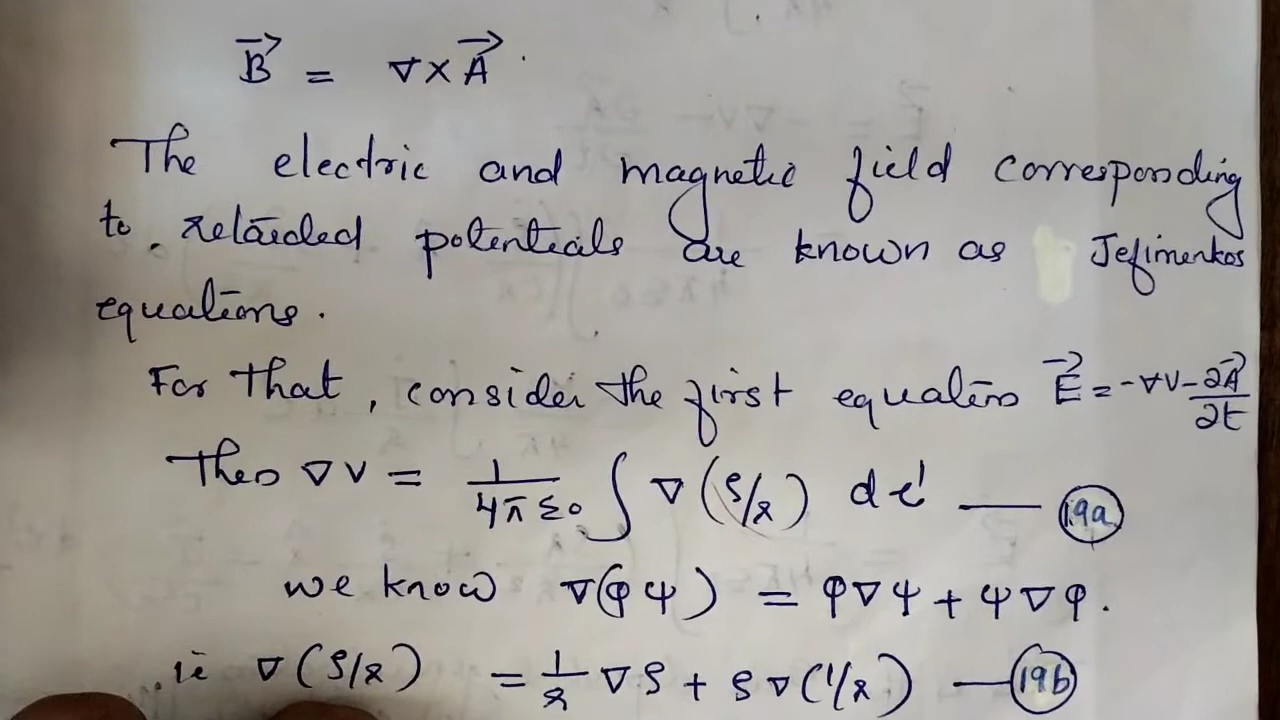 B⃗ = ∇×A⃗.
The electric and magnetic field corresponding
to retarded potentials are known as Jefimenkos
equations.
For that, consider the first equation E⃗ = -∇V - ∂A⃗/∂t
Then ∇V = 1/4πε₀ ∫ ∇(ρ/r) dτ' — (19a)
we know ∇(φψ) = φ∇ψ + ψ∇φ.
ie ∇(ρ/r) = 1/r ∇ρ + ρ∇(1/r) — (19b)